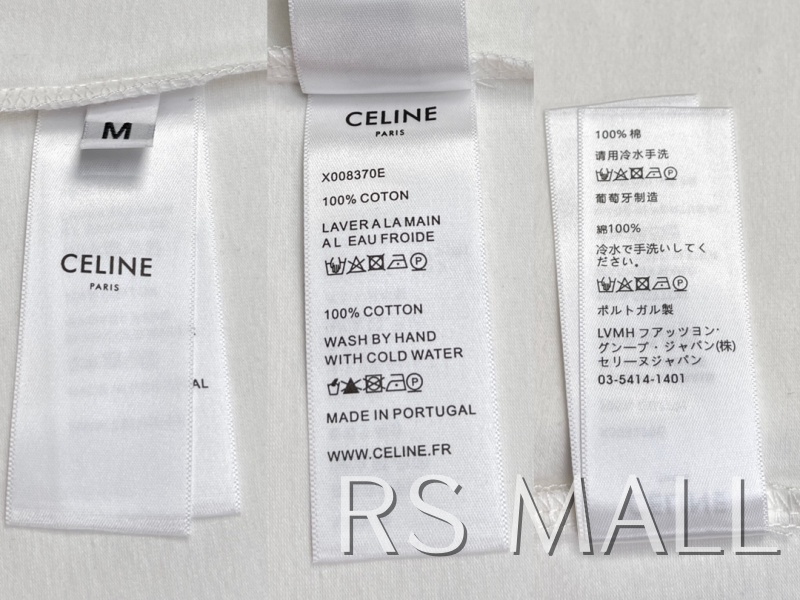 M
CELINE
PARIS
AL
CELINE
PARIS
X008370E
100% COTON
LAVER A LA MAIN
A L EAU FROIDE
100% COTTON
WASH BY HAND
WITH COLD WATER
MADE IN PORTUGAL
WWW.CELINE.FR
100% 棉
请用冷水手洗
葡萄牙制造
綿100%
冷水で手洗いしてく
ださい。
ポルトガル製
LVMH フアッツヨン·
グンープ・ジャパン(株)
セリーヌジャパン
03-5414-1401
RS MALL